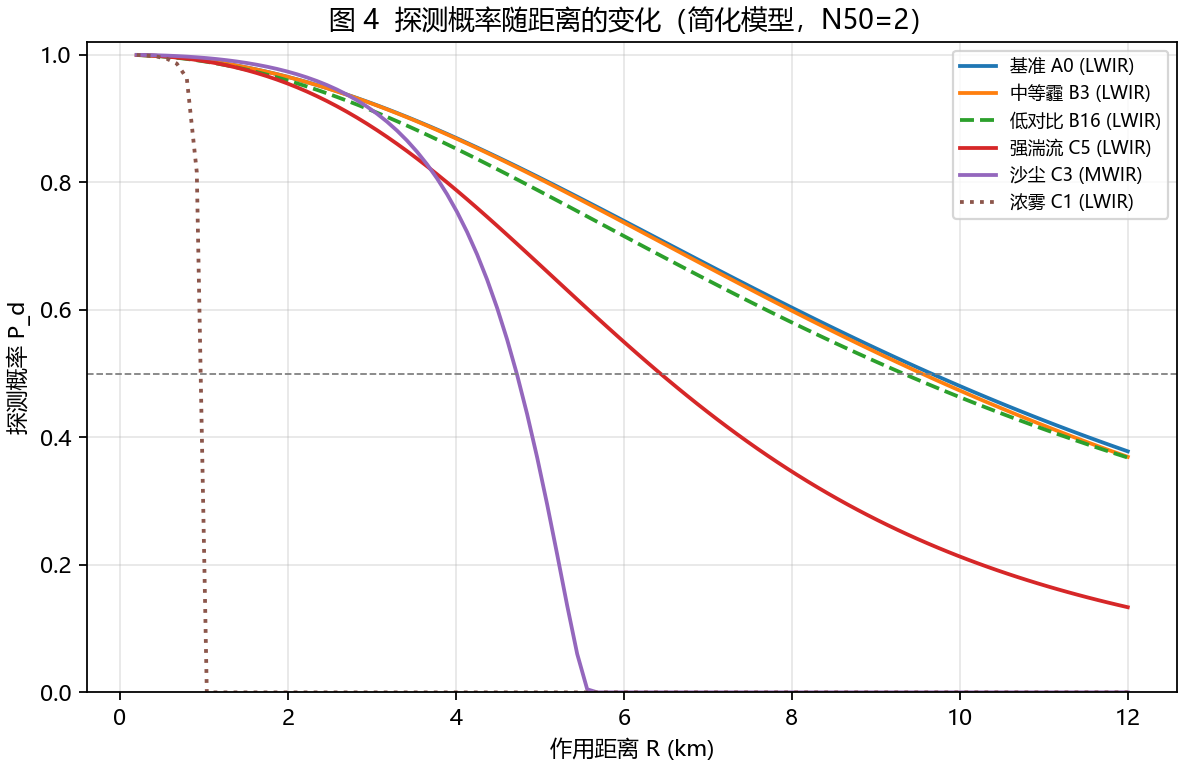 图 4  探测概率随距离的变化（简化模型，N50=2）
1.0
0.8
0.6
0.4
0.2
0.0
探测概率 P_d
基准 A0 (LWIR)
中等霾 B3 (LWIR)
低对比 B16 (LWIR)
强湍流 C5 (LWIR)
沙尘 C3 (MWIR)
浓雾 C1 (LWIR)
0 2 4 6 8 10 12
作用距离 R (km)